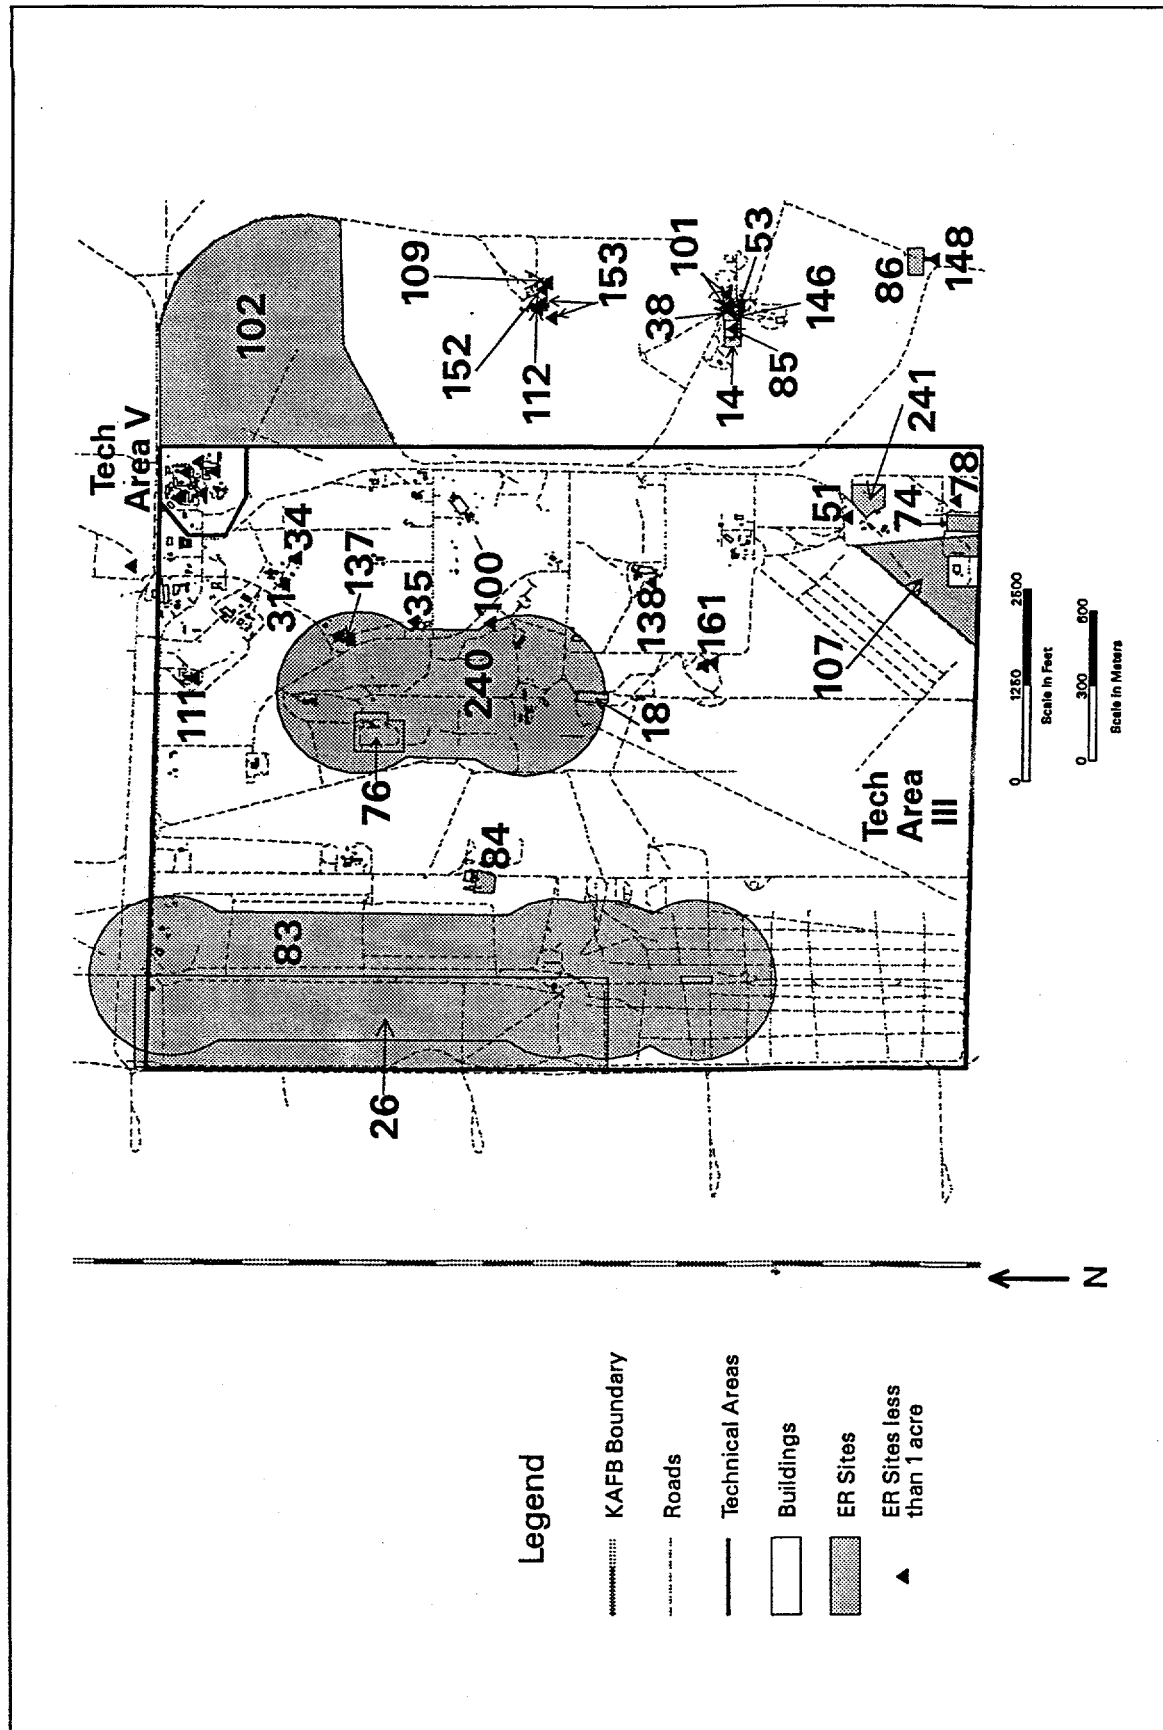 Tech
Area V
102
109
152
112
153
101
53
38
146
14
85
86
148
241
51
74
78
107
34
31
137
35
100
138
161
111
240
18
76
84
83
26
Tech
Area
III
0 1250 2500
Scale in Feet
0 300 600
Scale in Meters
N
Legend
KAFB Boundary
Roads
Technical Areas
Buildings
ER Sites
ER Sites less
than 1 acre